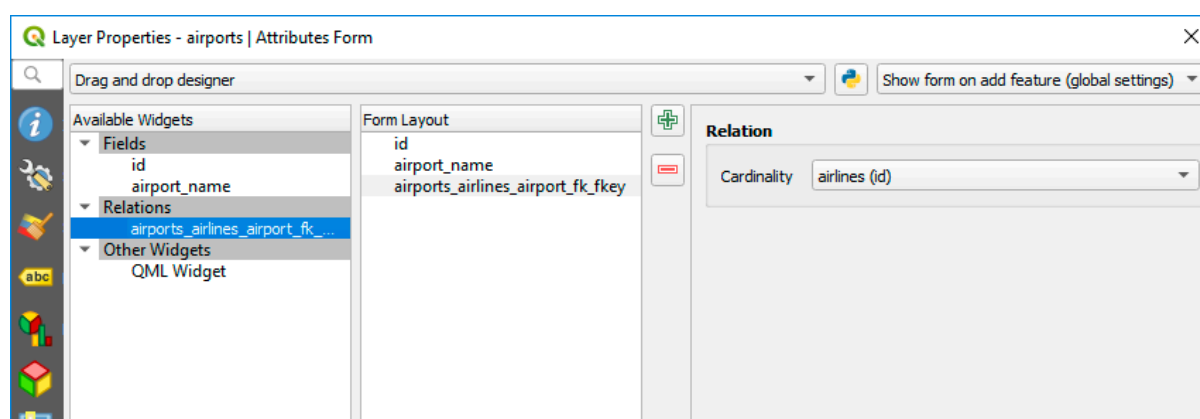 Layer Properties - airports | Attributes Form
Drag and drop designer
Show form on add feature (global settings)
Available Widgets
Fields
id
airport_name
Relations
airports_airlines_airport_fk_...
Other Widgets
QML Widget
Form Layout
id
airport_name
airports_airlines_airport_fk_fkey
Relation
Cardinality airlines (id)
abc